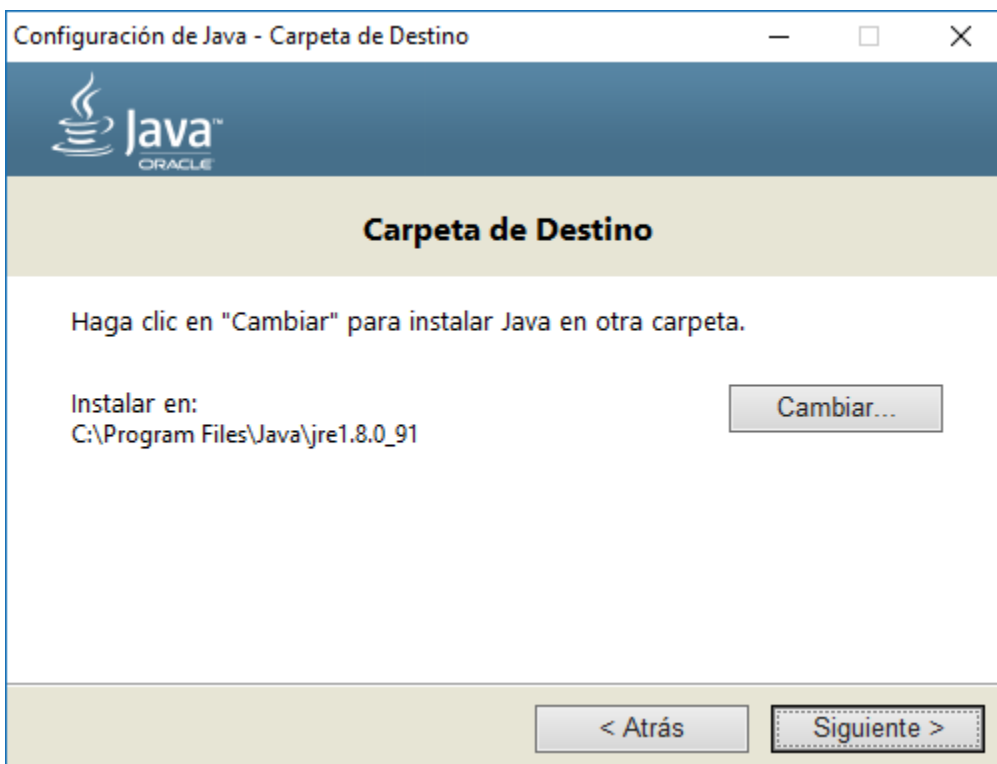 Configuración de Java - Carpeta de Destino
Java™
ORACLE
Carpeta de Destino
Haga clic en "Cambiar" para instalar Java en otra carpeta.
Instalar en:
Cambiar...
C:\Program Files\Java\jre1.8.0_91
< Atrás
Siguiente >